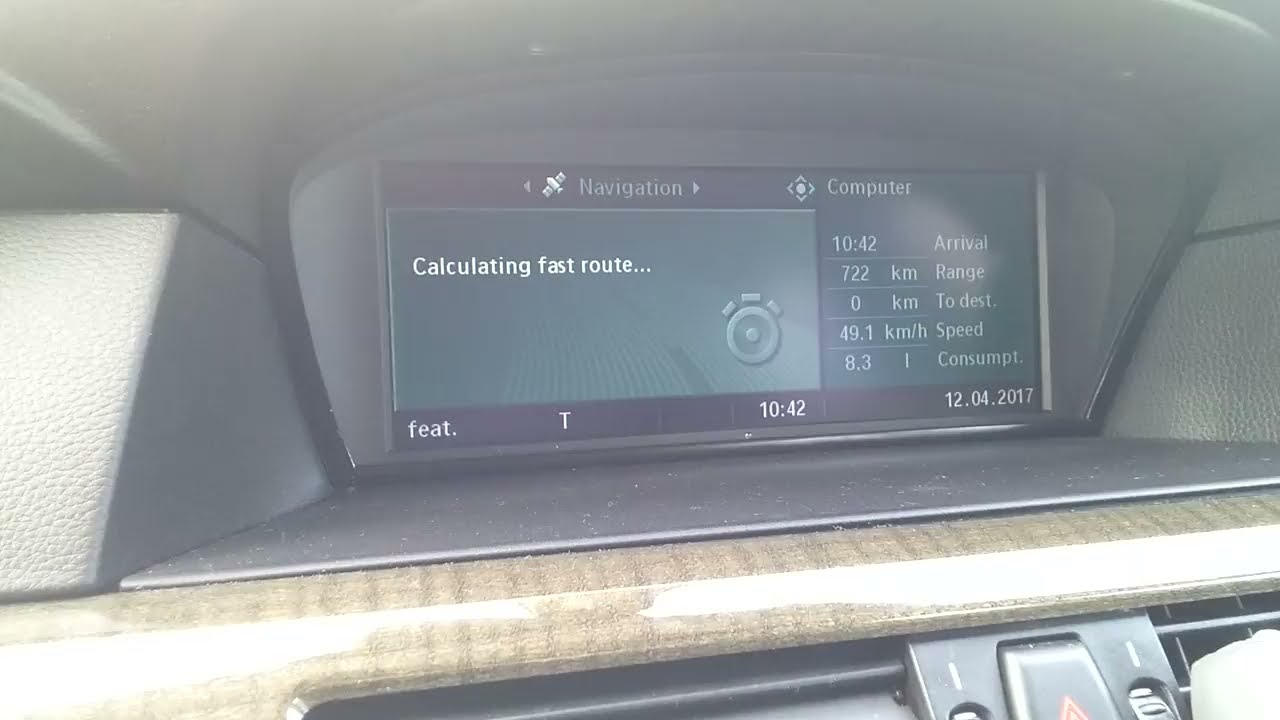 Navigation
Computer
Calculating fast route...
10:42 Arrival
722 km Range
0 km To dest.
49.1 km/h Speed
8.3 l Consumpt.
feat. T 10:42 12.04.2017